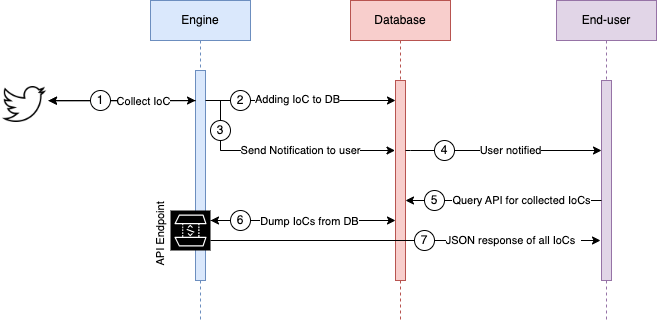 Engine
Database
End-user
1
Collect IoC
2
Adding IoC to DB
3
Send Notification to user
4
User notified
5
Query API for collected IoCs
API Endpoint
6
Dump IoCs from DB
7
JSON response of all IoCs